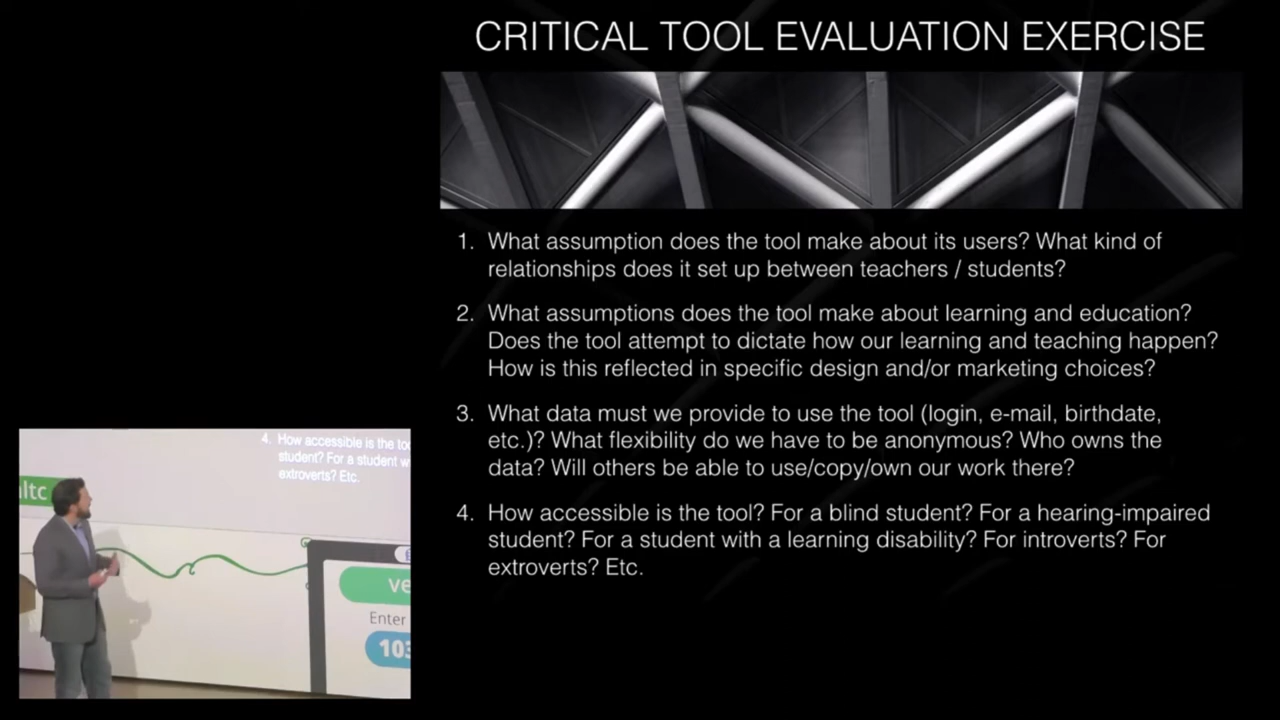 CRITICAL TOOL EVALUATION EXERCISE
1. What assumption does the tool make about its users? What kind of
relationships does it set up between teachers / students?
2. What assumptions does the tool make about learning and education?
Does the tool attempt to dictate how our learning and teaching happen?
How is this reflected in specific design and/or marketing choices?
3. What data must we provide to use the tool (login, e-mail, birthdate,
etc.)? What flexibility do we have to be anonymous? Who owns the
data? Will others be able to use/copy/own our work there?
4. How accessible is the tool? For a blind student? For a hearing-impaired
student? For a student with a learning disability? For introverts? For
extroverts? Etc.
4. How accessible is the
student? For a student
extroverts? Etc.
Enter